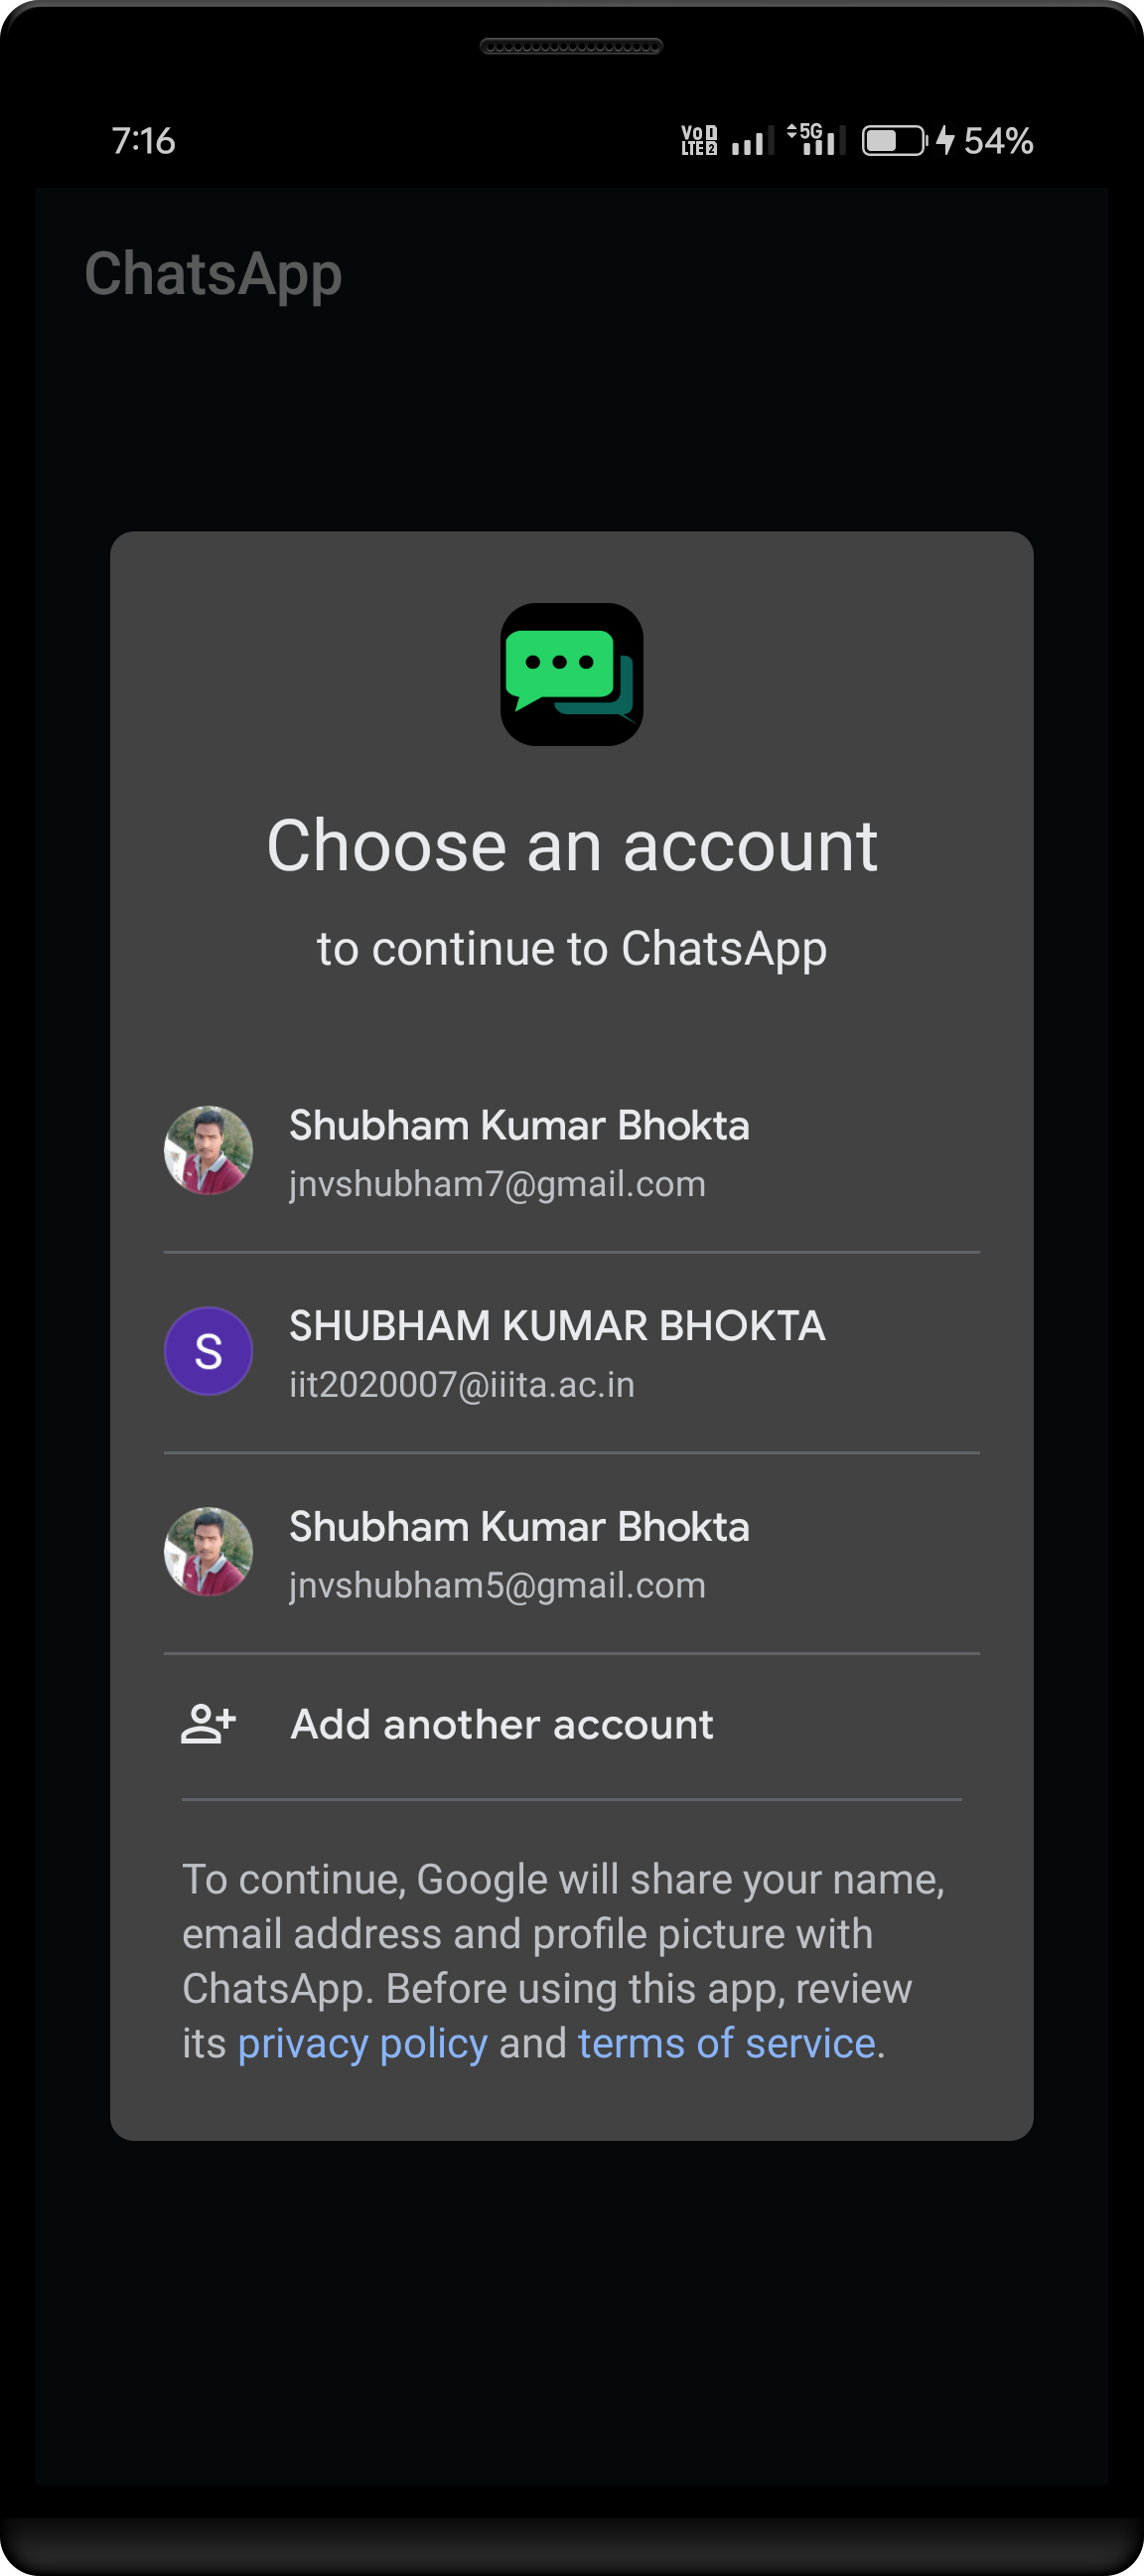 7:16
Vo 1
LTE 2
5G
54%
ChatsApp
Choose an account
to continue to ChatsApp
Shubham Kumar Bhokta
jnvshubham7@gmail.com
S
SHUBHAM KUMAR BHOKTA
iit2020007@iiita.ac.in
Shubham Kumar Bhokta
jnvshubham5@gmail.com
Add another account
To continue, Google will share your name,
email address and profile picture with
ChatsApp. Before using this app, review
its privacy policy and terms of service.